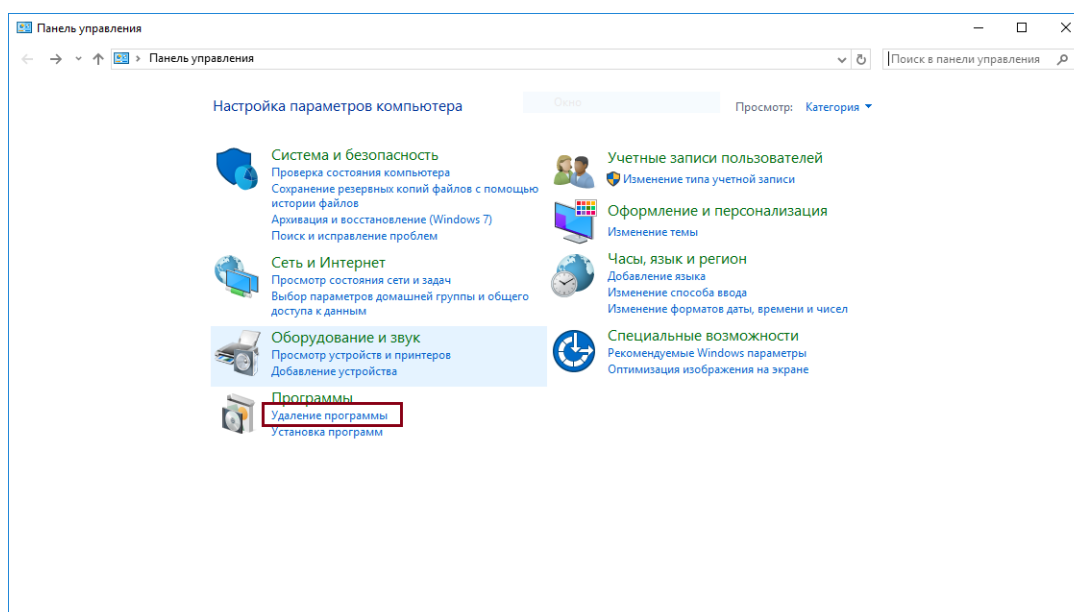 Панель управления
Панель управления
Поиск в панели управления
Настройка параметров компьютера
Окно
Просмотр: Категория
Система и безопасность
Проверка состояния компьютера
Сохранение резервных копий файлов с помощью
истории файлов
Архивация и восстановление (Windows 7)
Поиск и исправление проблем
Сеть и Интернет
Просмотр состояния сети и задач
Выбор параметров домашней группы и общего
доступа к данным
Оборудование и звук
Просмотр устройств и принтеров
Добавление устройства
Программы
Удаление программы
Установка программ
Учетные записи пользователей
Изменение типа учетной записи
Оформление и персонализация
Изменение темы
Часы, язык и регион
Добавление языка
Изменение способа ввода
Изменение форматов даты, времени и чисел
Специальные возможности
Рекомендуемые Windows параметры
Оптимизация изображения на экране